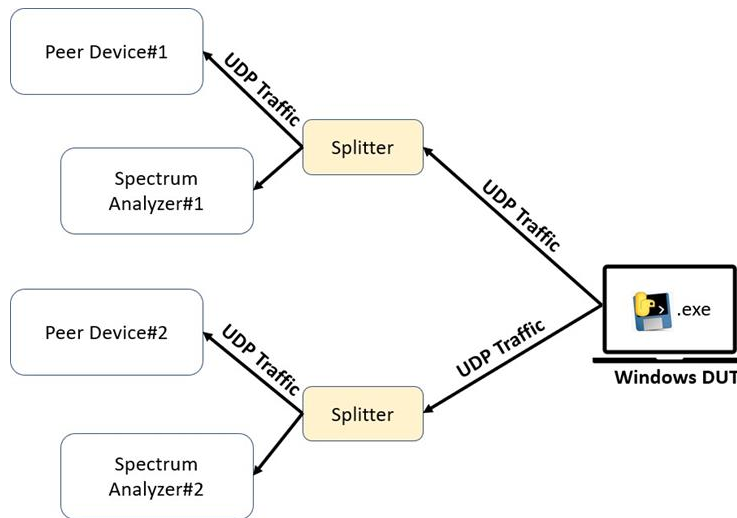 Peer Device#1
UDP Traffic
Splitter
Spectrum
Analyzer#1
UDP Traffic
.exe
Windows DUT
Peer Device#2
UDP Traffic
UDP Traffic
Splitter
Spectrum
Analyzer#2